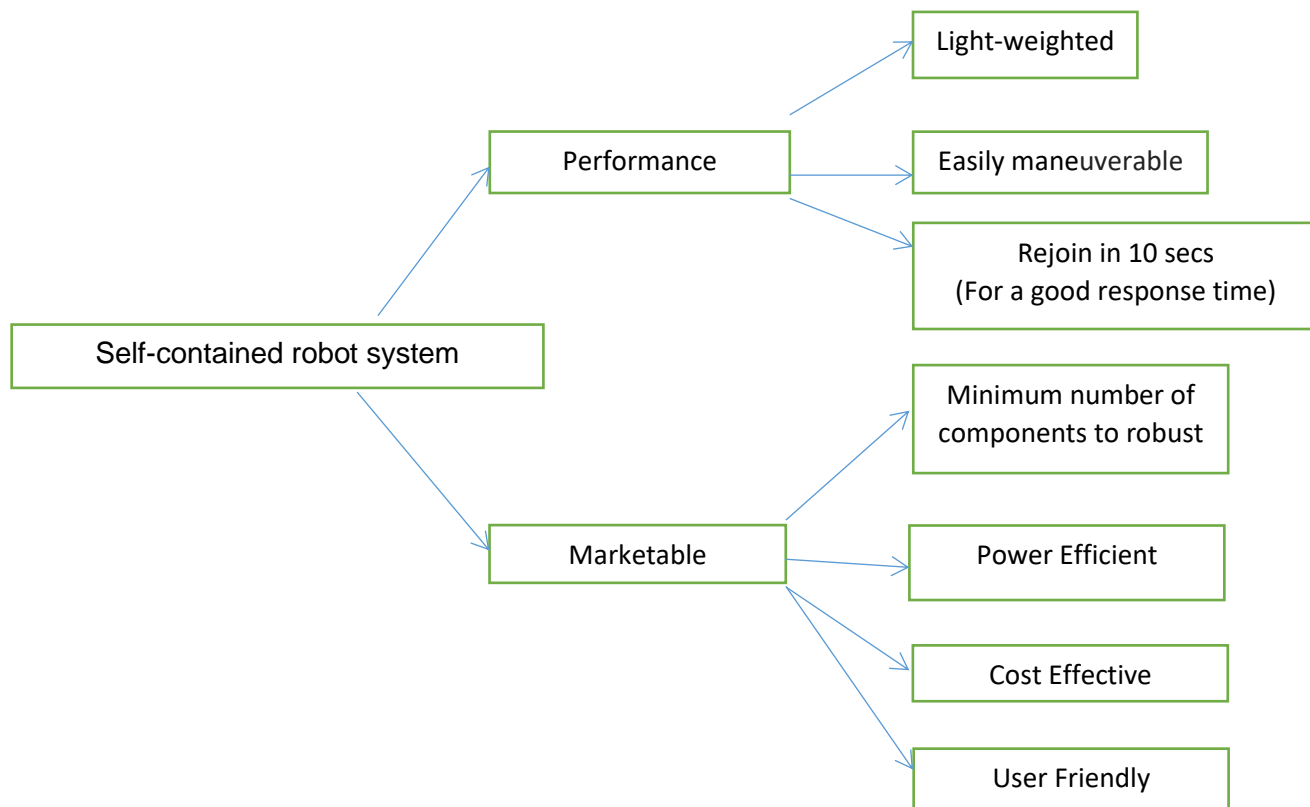 Light-weighted
Performance
Easily maneuverable
Rejoin in 10 secs
(For a good response time)
Self-contained robot system
Minimum number of
components to robust
Marketable
Power Efficient
Cost Effective
User Friendly